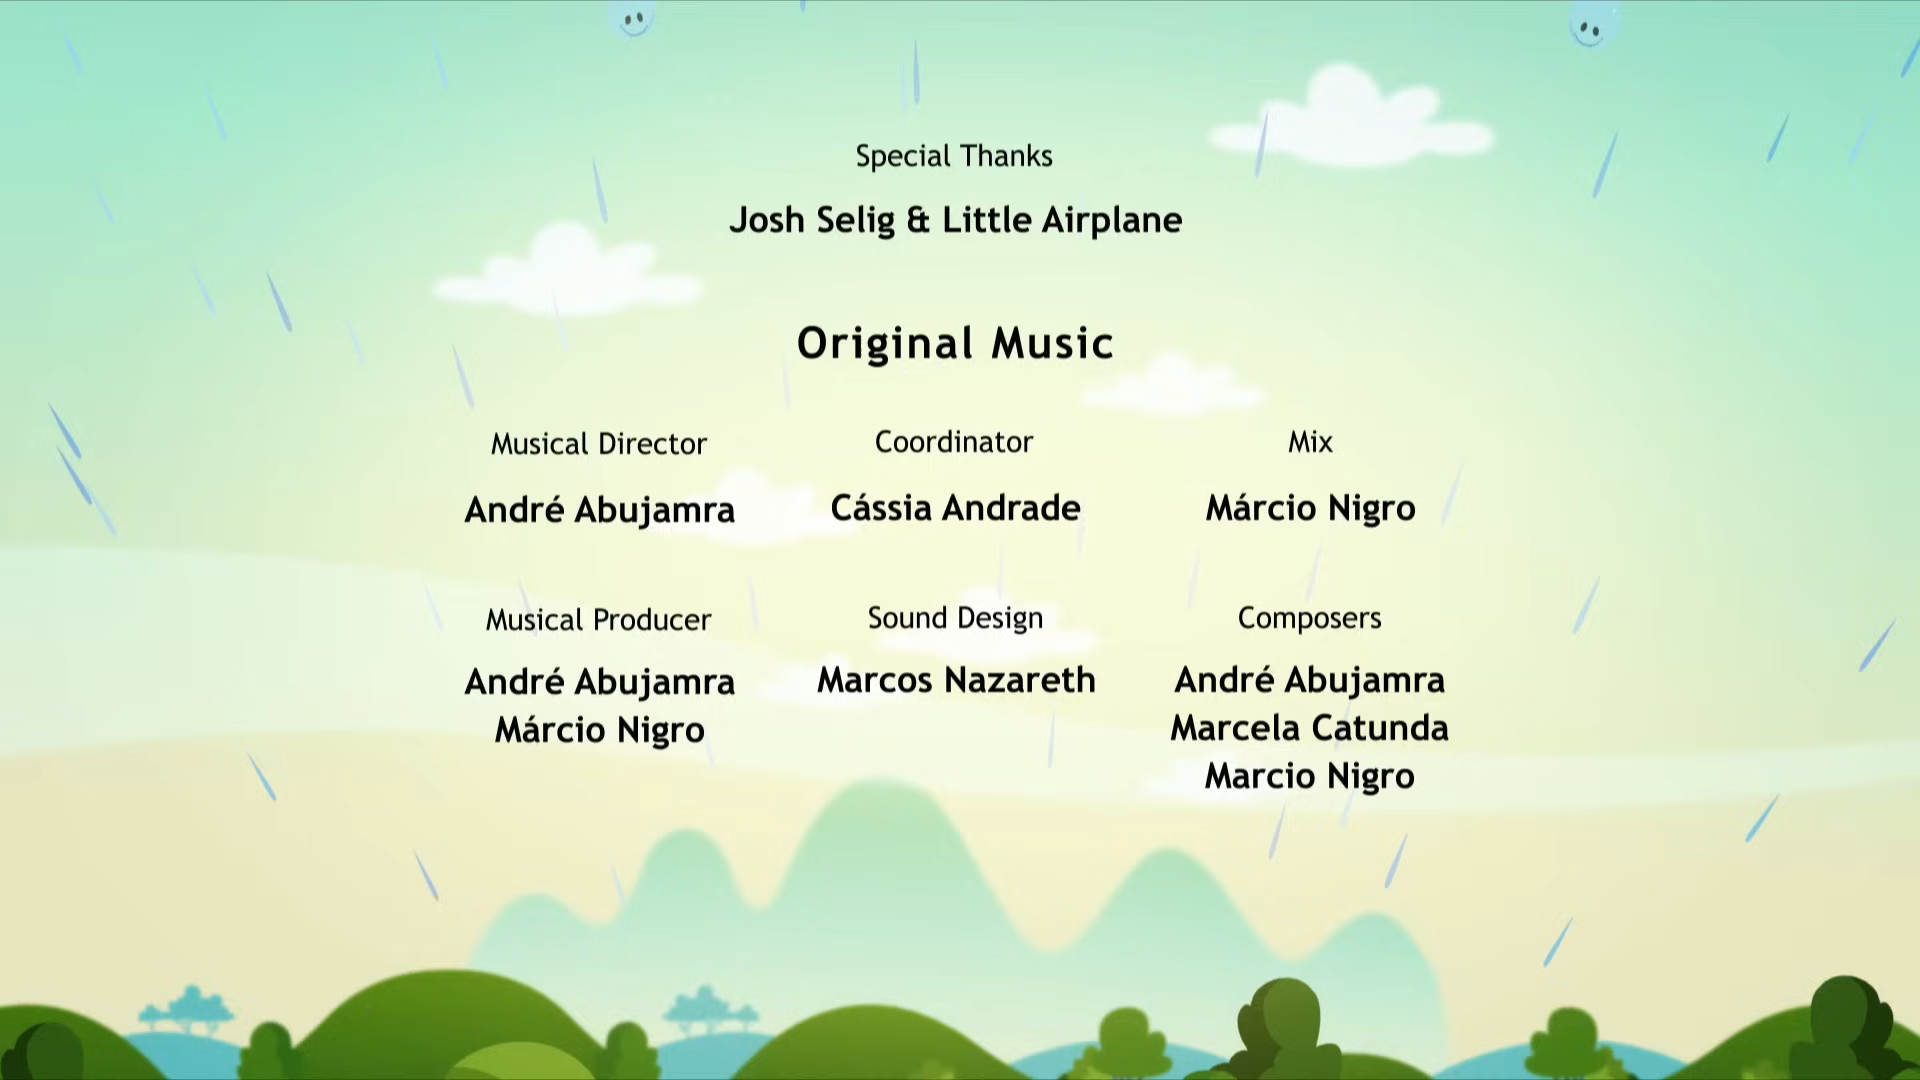 Special Thanks
Josh Selig & Little Airplane
Original Music
Musical Director
André Abujamra
Coordinator
Cássia Andrade
Mix
Márcio Nigro
Musical Producer
André Abujamra
Márcio Nigro
Sound Design
Marcos Nazareth
Composers
André Abujamra
Marcela Catunda
Marcio Nigro